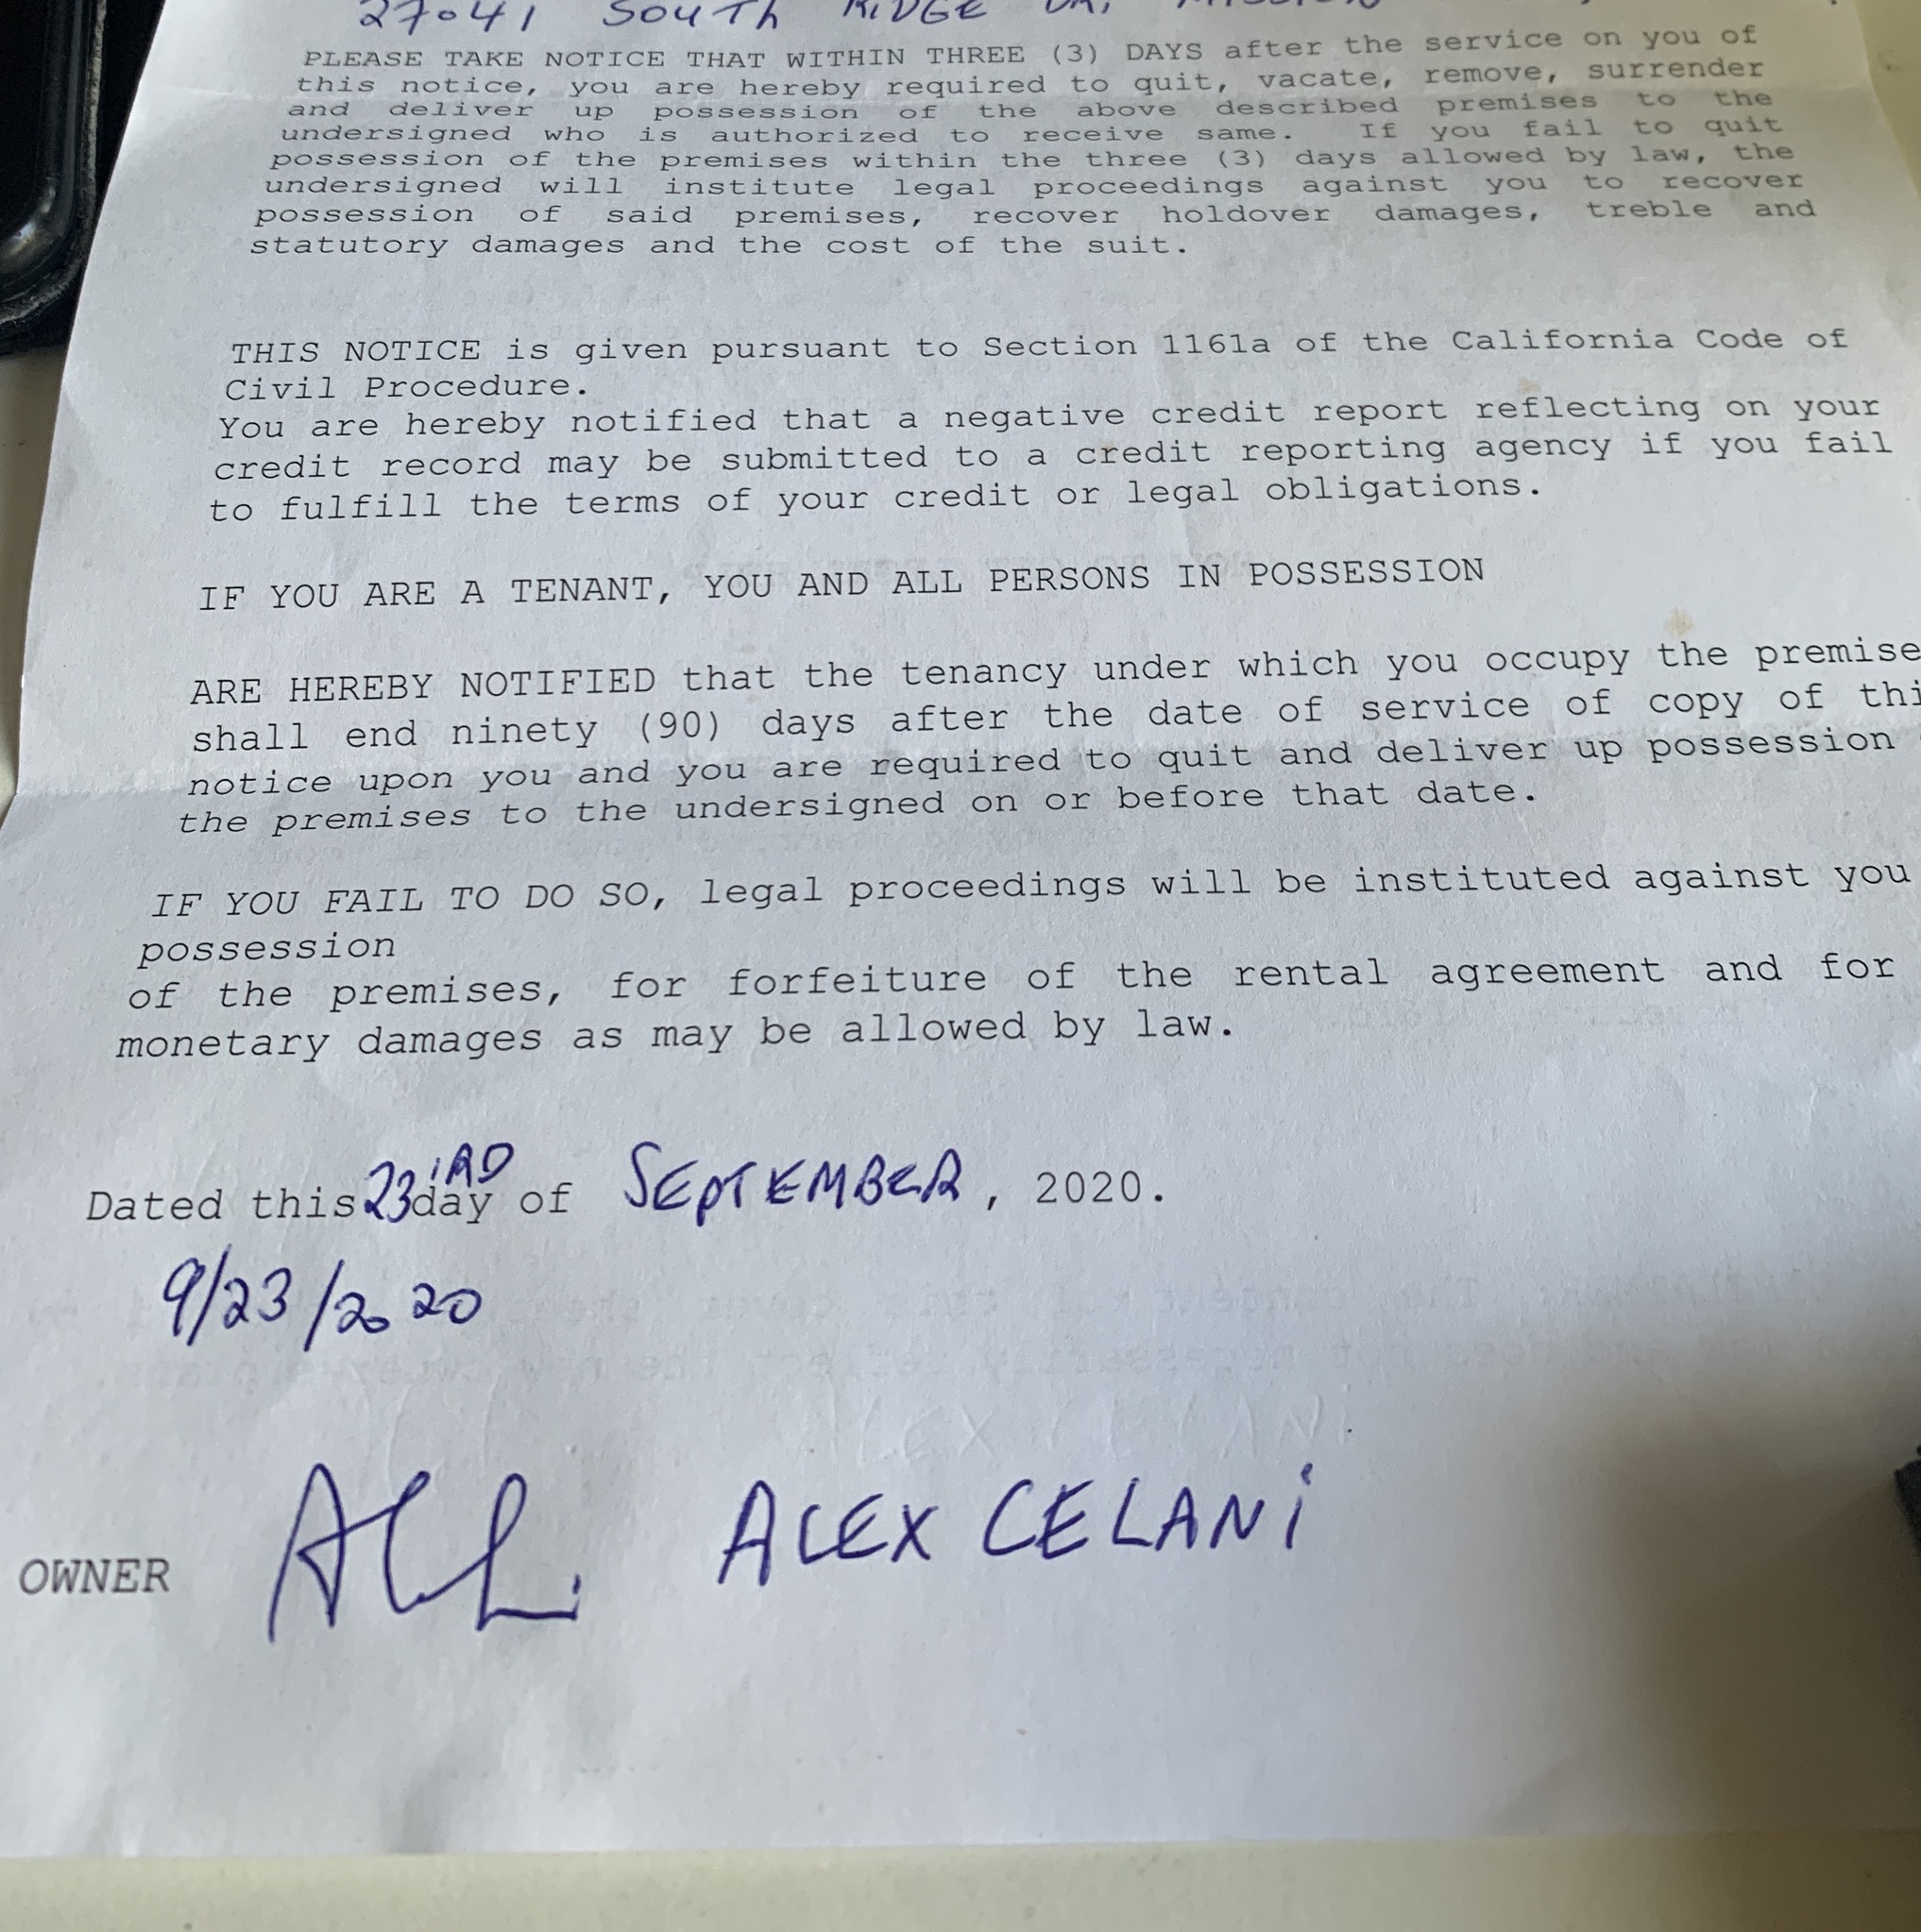 27041 SOUTH RIDGE DR, MISSION
PLEASE TAKE NOTICE THAT WITHIN THREE (3) DAYS after the service on you of
this notice, you are hereby required to quit, vacate, remove, surrender
and deliver up possession of the above described premises to the
undersigned who is authorized to receive same. If you fail to quit
possession of the premises within the three (3) days allowed by law, the
undersigned will institute legal proceedings against you to recover
possession of said premises, recover holdover damages, treble and
statutory damages and the cost of the suit.
THIS NOTICE is given pursuant to Section 1161a of the California Code of
Civil Procedure.
You are hereby notified that a negative credit report reflecting on your
credit record may be submitted to a credit reporting agency if you fail
to fulfill the terms of your credit or legal obligations.
IF YOU ARE A TENANT, YOU AND ALL PERSONS IN POSSESSION
ARE HEREBY NOTIFIED that the tenancy under which you occupy the premise
shall end ninety (90) days after the date of service of copy of thi
notice upon you and you are required to quit and deliver up possession
the premises to the undersigned on or before that date.
IF YOU FAIL TO DO SO, legal proceedings will be instituted against you
possession
of the premises, for forfeiture of the rental agreement and for
monetary damages as may be allowed by law.
Dated this 23 RD day of SEPTEMBER, 2020.
9/23/2020
OWNER ALEX CELANI